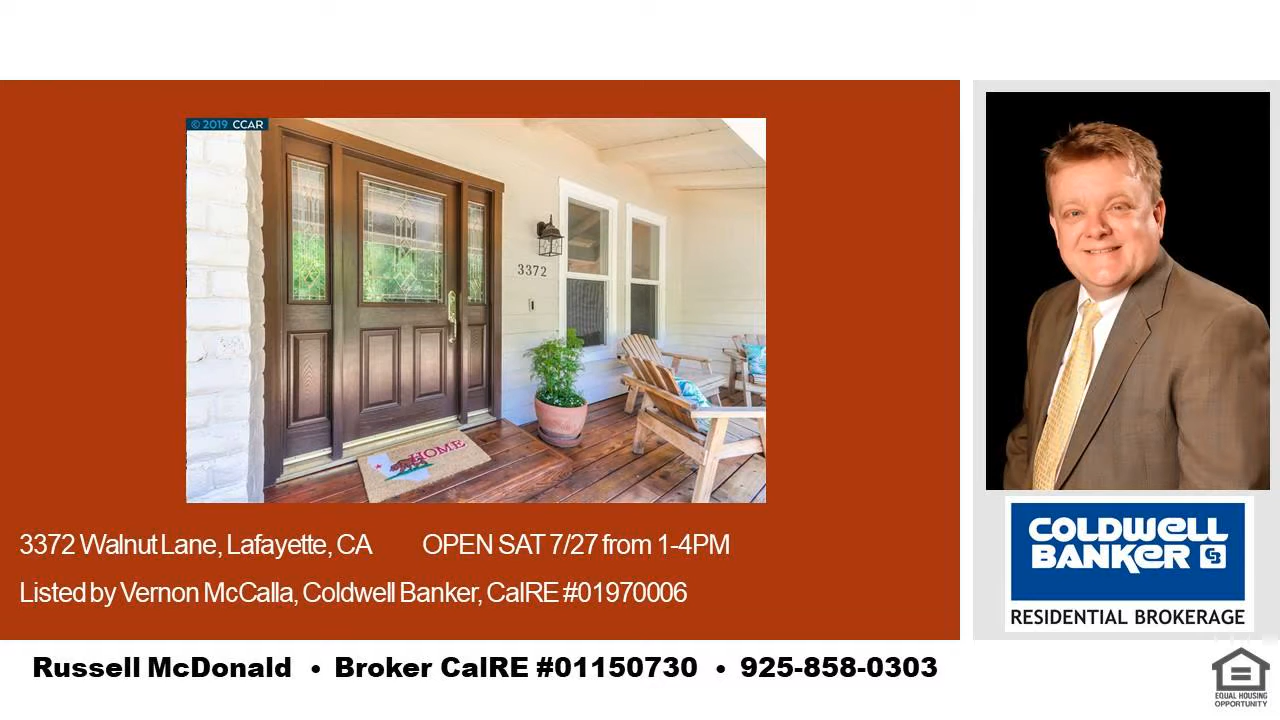 © 2019 CCAR
3372
HOME
3372 Walnut Lane, Lafayette, CA OPEN SAT 7/27 from 1-4PM
Listed by Vernon McCalla, Coldwell Banker, CalRE #01970006
COLDWELL
BANKER CB
RESIDENTIAL BROKERAGE
Russell McDonald • Broker CalRE #01150730 • 925-858-0303
EQUAL HOUSING
OPPORTUNITY